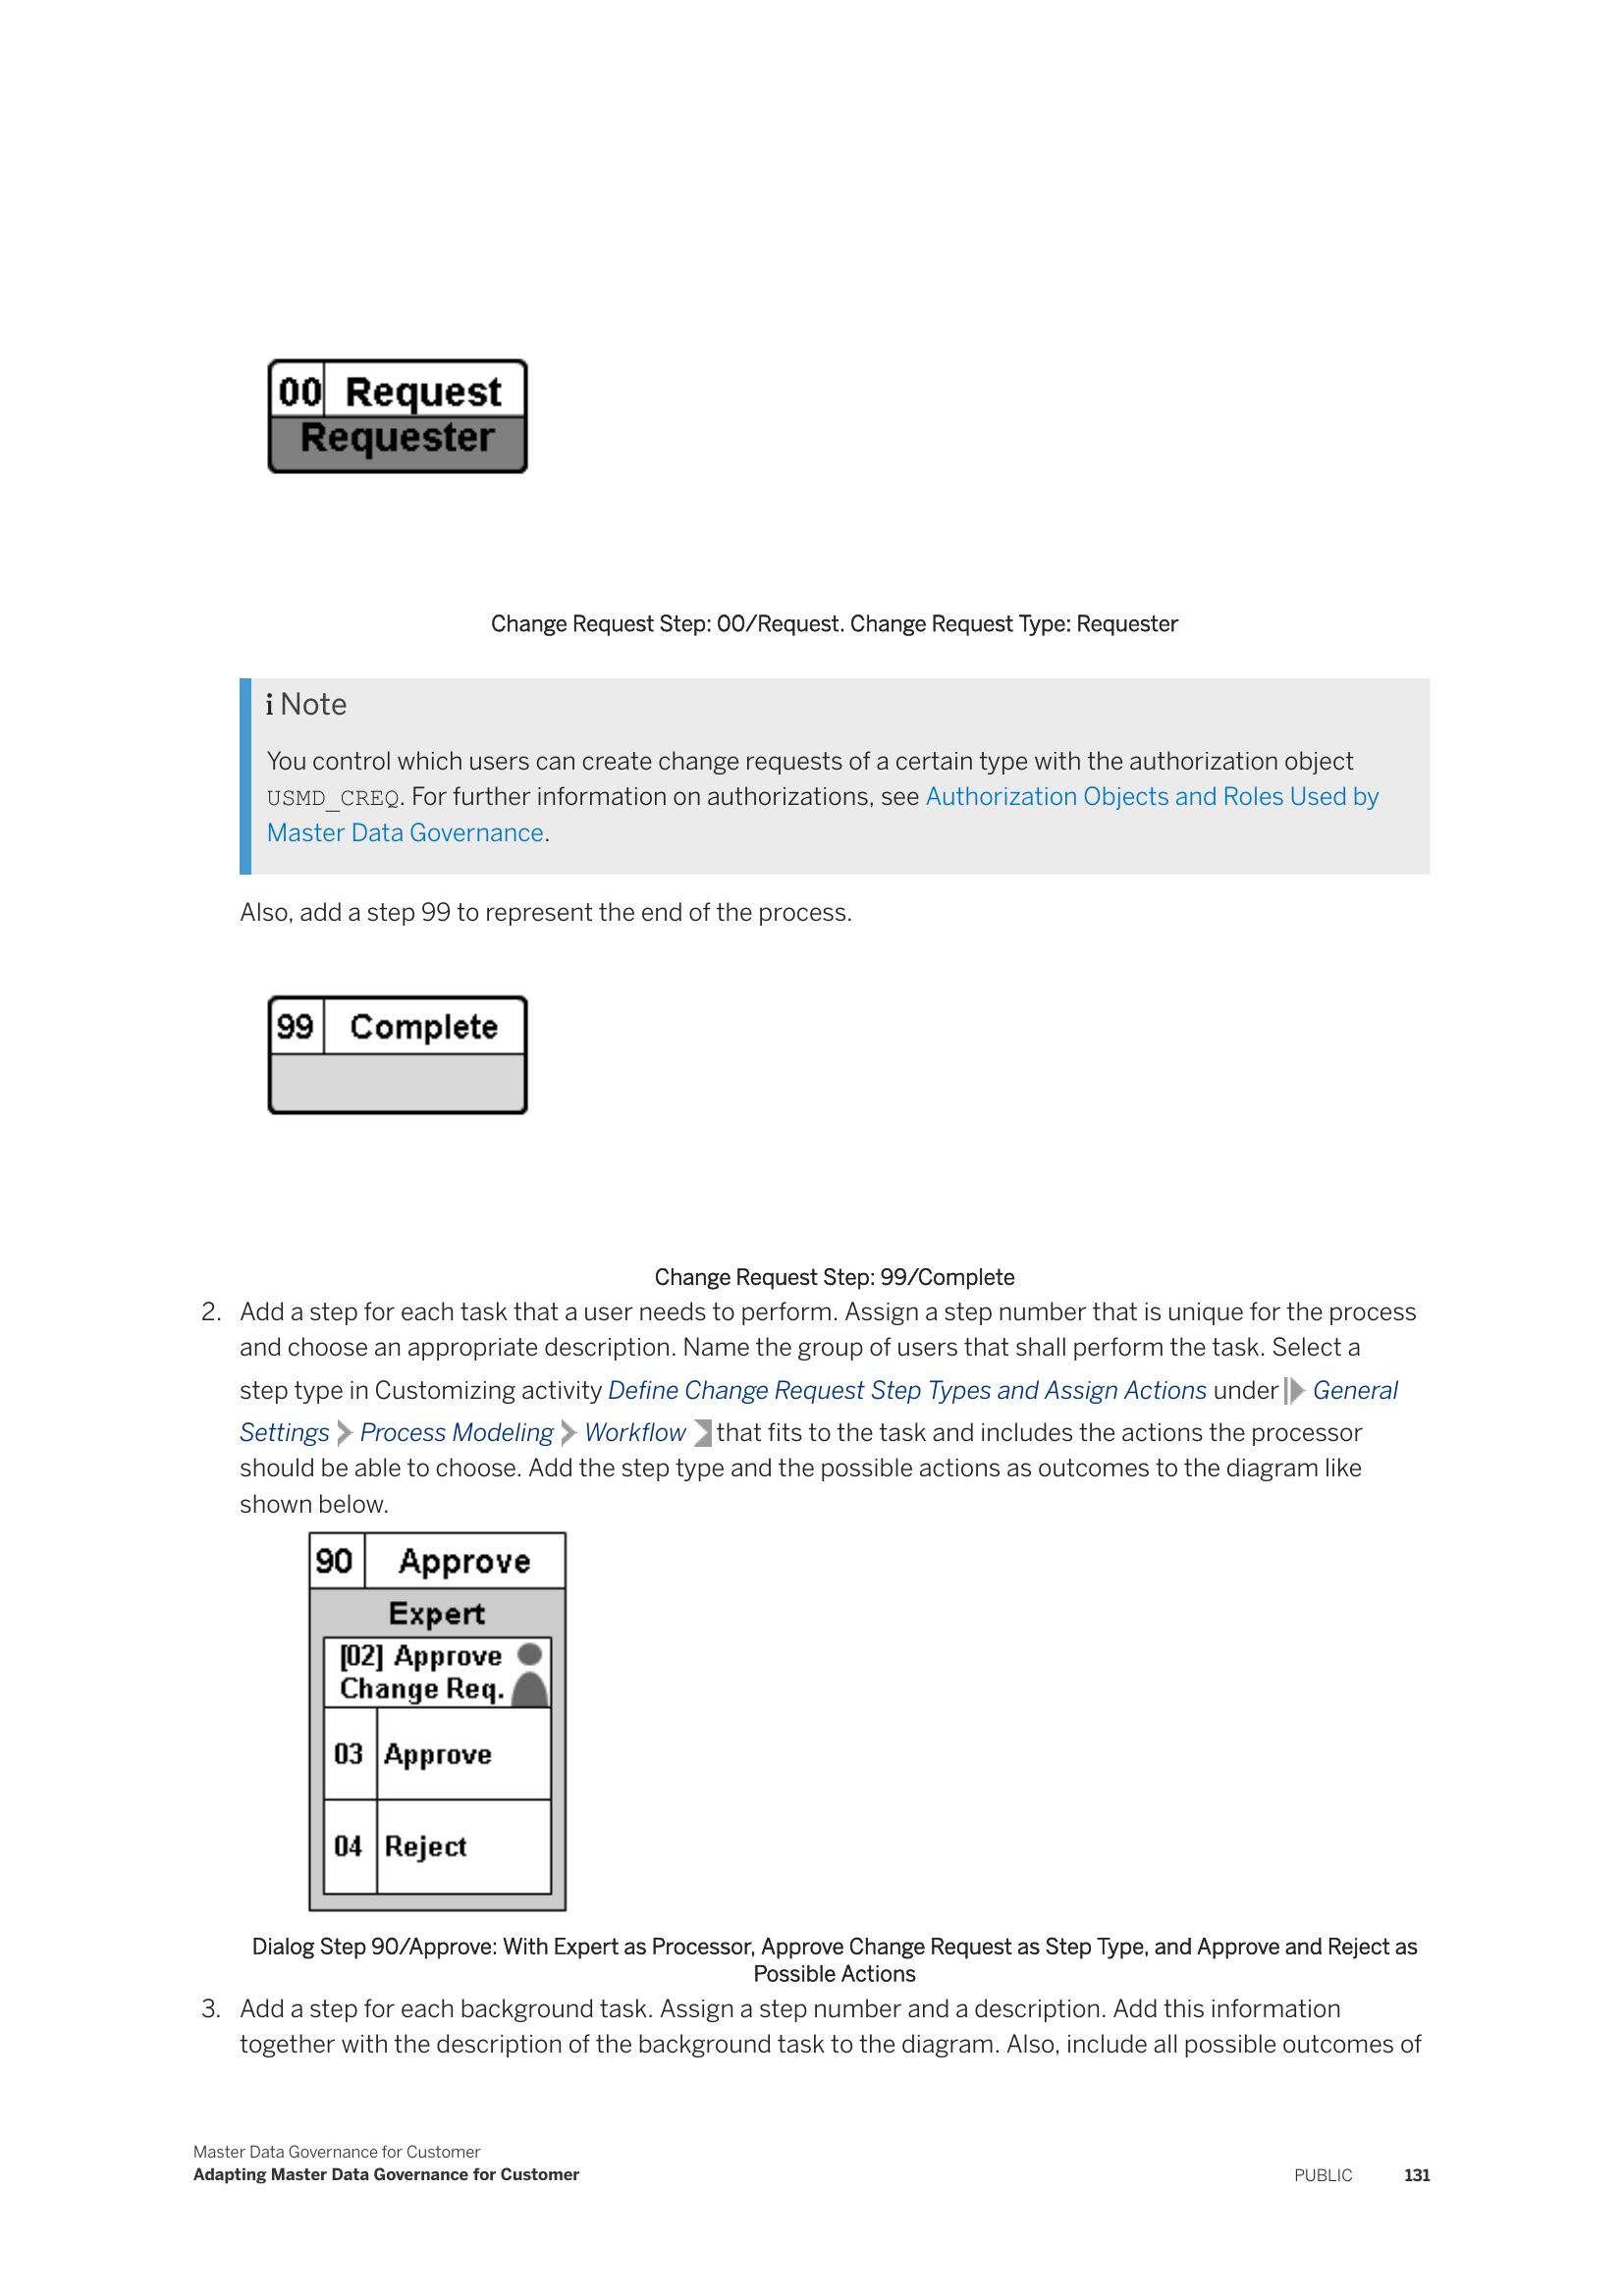 00 Request
Requester
Change Request Step: 00/Request. Change Request Type: Requester
i Note
You control which users can create change requests of a certain type with the authorization object
USMD_CREQ. For further information on authorizations, see Authorization Objects and Roles Used by
Master Data Governance.
Also, add a step 99 to represent the end of the process.
99 Complete
Change Request Step: 99/Complete
2. Add a step for each task that a user needs to perform. Assign a step number that is unique for the process
and choose an appropriate description. Name the group of users that shall perform the task. Select a
step type in Customizing activity Define Change Request Step Types and Assign Actions under General
Settings Process Modeling Workflow that fits to the task and includes the actions the processor
should be able to choose. Add the step type and the possible actions as outcomes to the diagram like
shown below.
90 Approve
Expert
[02] Approve
Change Req.
03 Approve
04 Reject
Dialog Step 90/Approve: With Expert as Processor, Approve Change Request as Step Type, and Approve and Reject as
Possible Actions
3. Add a step for each background task. Assign a step number and a description. Add this information
together with the description of the background task to the diagram. Also, include all possible outcomes of
Master Data Governance for Customer
Adapting Master Data Governance for Customer
PUBLIC 131